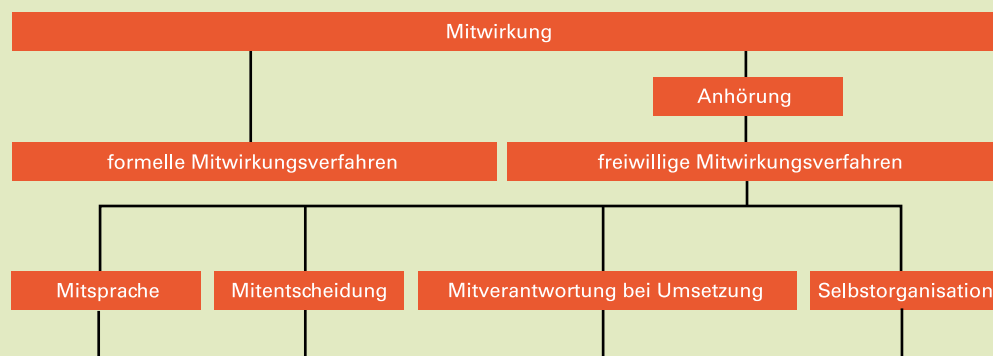 Mitwirkung
Anhörung
formelle Mitwirkungsverfahren
freiwillige Mitwirkungsverfahren
Mitsprache
Mitentscheidung
Mitverantwortung bei Umsetzung
Selbstorganisation